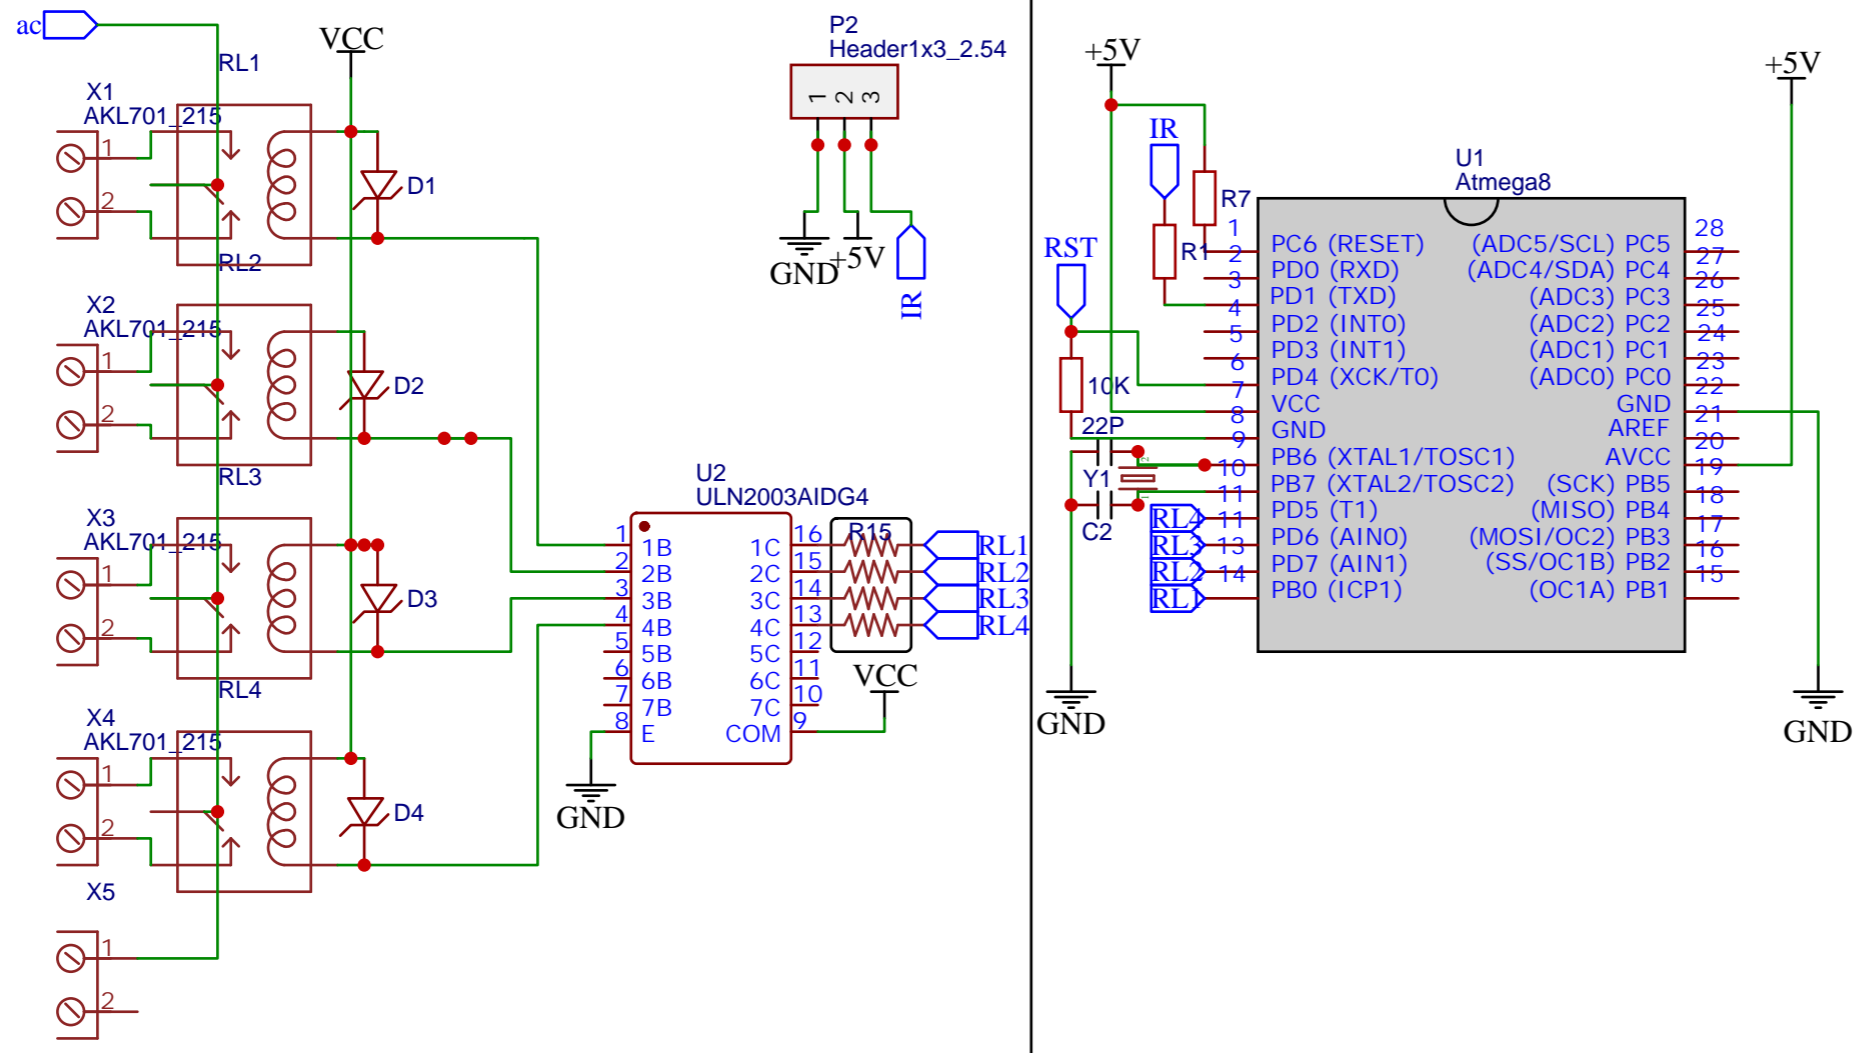 ac
VCC
RL1
X1
AKL701_215
1
2
D1
RL2
X2
AKL701_215
1
2
D2
RL3
X3
AKL701_215
1
2
D3
RL4
X4
AKL701_215
1
2
D4
X5
1
2
P2
Header1x3_2.54
1 2 3
GND
+5V
IR
U2
ULN2003AIDG4
1 1B
2 2B
3 3B
4 4B
5 5B
6 6B
7 7B
8 E
1C 16
2C 15
3C 14
4C 13
5C 12
6C 11
7C 10
COM 9
R15
RL1
RL2
RL3
RL4
VCC
GND
+5V
IR
R7
R1
RST
10K
22P
Y1
C2
GND
RL4
RL3
RL2
RL1
U1
Atmega8
1 PC6 (RESET)
2 PD0 (RXD)
3 PD1 (TXD)
4 PD2 (INT0)
5 PD3 (INT1)
6 PD4 (XCK/T0)
7 VCC
8 GND
9 PB6 (XTAL1/TOSC1)
10 PB7 (XTAL2/TOSC2)
11 PD5 (T1)
11 PD6 (AIN0)
13 PD7 (AIN1)
14 PB0 (ICP1)
(ADC5/SCL) PC5 28
(ADC4/SDA) PC4 27
(ADC3) PC3 26
(ADC2) PC2 25
(ADC1) PC1 24
(ADC0) PC0 23
GND 22
AREF 21
AVCC 20
(SCK) PB5 19
(MISO) PB4 18
(MOSI/OC2) PB3 17
(SS/OC1B) PB2 16
(OC1A) PB1 15
+5V
GND